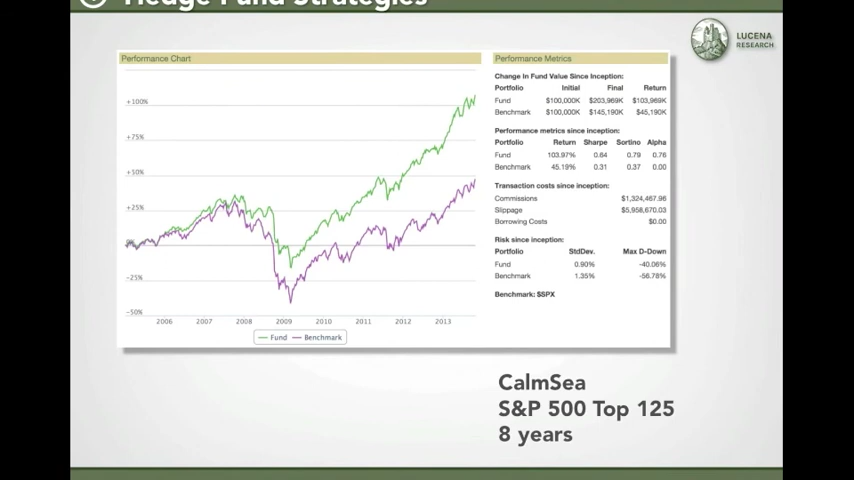 Hedge Fund Strategies
LUCENA
RESEARCH
Performance Chart
+100%
+75%
+50%
+25%
0%
-25%
-50%
2006 2007 2008 2009 2010 2011 2012 2013
Fund Benchmark
Performance Metrics
Change In Fund Value Since Inception:
Portfolio Initial Final Return
Fund $100,000K $203,969K $103,969K
Benchmark $100,000K $145,190K $45,190K
Performance metrics since inception:
Portfolio Return Sharpe Sortino Alpha
Fund 103.97% 0.64 0.79 0.76
Benchmark 45.19% 0.31 0.37 0.00
Transaction costs since inception:
Commissions $1,324,467.96
Slippage $5,958,670.03
Borrowing Costs $0.00
Risk since inception:
Portfolio StdDev. Max D-Down
Fund 0.90% -40.06%
Benchmark 1.35% -56.78%
Benchmark: $SPX
CalmSea
S&P 500 Top 125
8 years